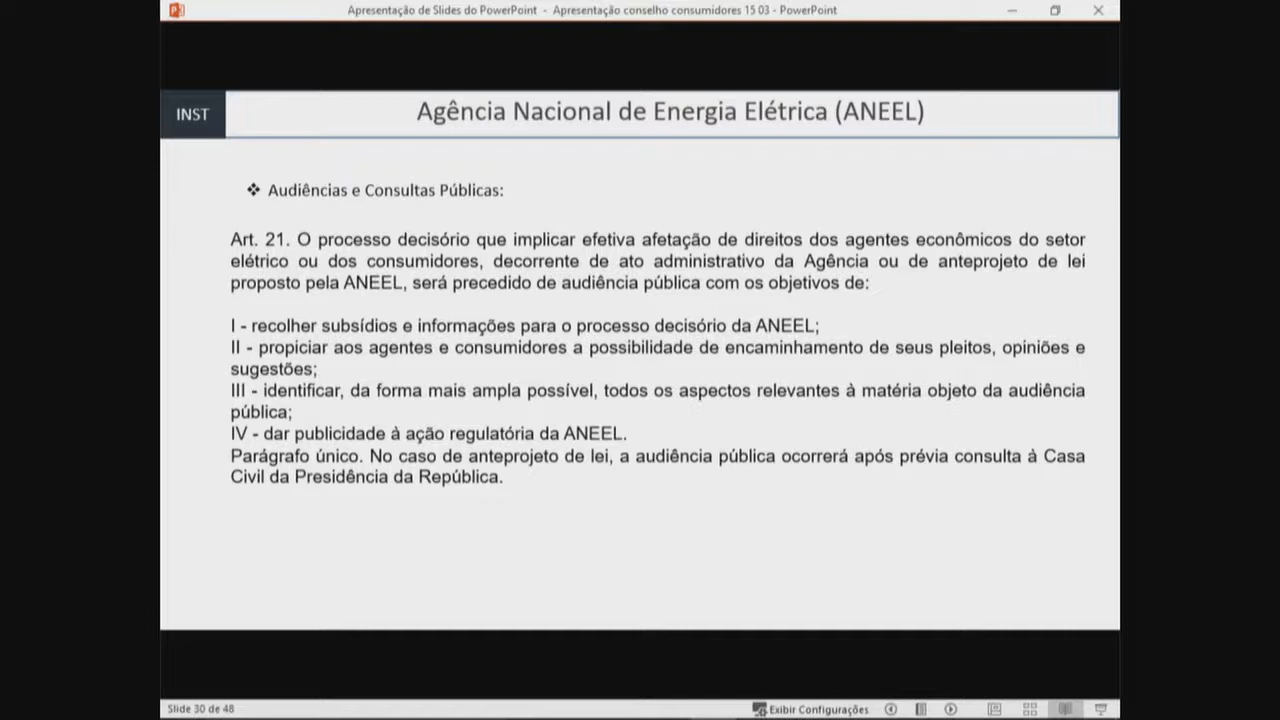 Apresentação de Slides do PowerPoint - Apresentação conselho consumidores 15 03 - PowerPoint
INST
Agência Nacional de Energia Elétrica (ANEEL)
❖ Audiências e Consultas Públicas:
Art. 21. O processo decisório que implicar efetiva afetação de direitos dos agentes econômicos do setor
elétrico ou dos consumidores, decorrente de ato administrativo da Agência ou de anteprojeto de lei
proposto pela ANEEL, será precedido de audiência pública com os objetivos de:
I - recolher subsídios e informações para o processo decisório da ANEEL;
II - propiciar aos agentes e consumidores a possibilidade de encaminhamento de seus pleitos, opiniões e
sugestões;
III - identificar, da forma mais ampla possível, todos os aspectos relevantes à matéria objeto da audiência
pública;
IV - dar publicidade à ação regulatória da ANEEL.
Parágrafo único. No caso de anteprojeto de lei, a audiência pública ocorrerá após prévia consulta à Casa
Civil da Presidência da República.
Slide 30 de 48
Exibir Configurações